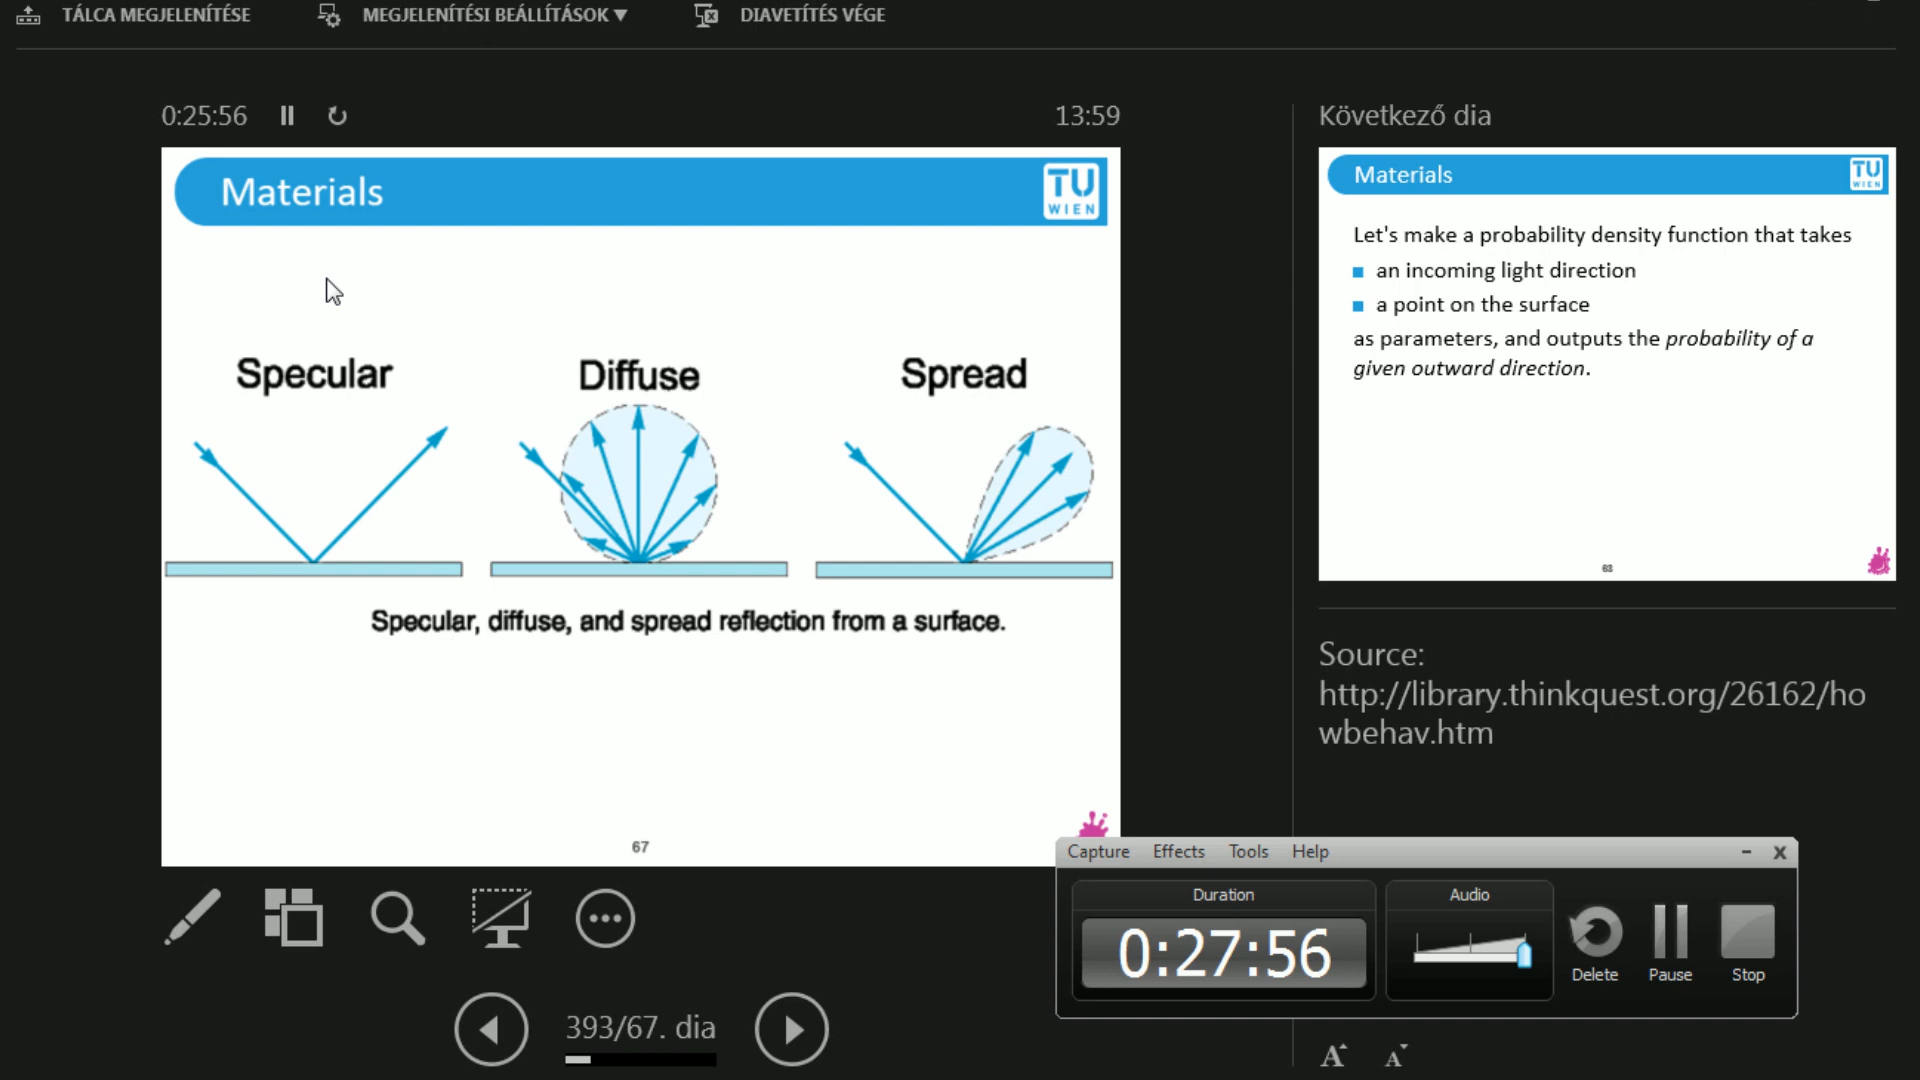 TÁLCA MEGJELENÍTÉSE
MEGJELENÍTÉSI BEÁLLÍTÁSOK ▼
DIAVETÍTÉS VÉGE
0:25:56
13:59
Materials
TU
WIEN
Specular
Diffuse
Spread
Specular, diffuse, and spread reflection from a surface.
67
393/67. dia
Következő dia
Materials
TU
WIEN
Let's make a probability density function that takes
an incoming light direction
a point on the surface
as parameters, and outputs the probability of a
given outward direction.
68
Source:
http://library.thinkquest.org/26162/ho
wbehav.htm
Capture Effects Tools Help
Duration
Audio
0:27:56
Delete
Pause
Stop
A
A